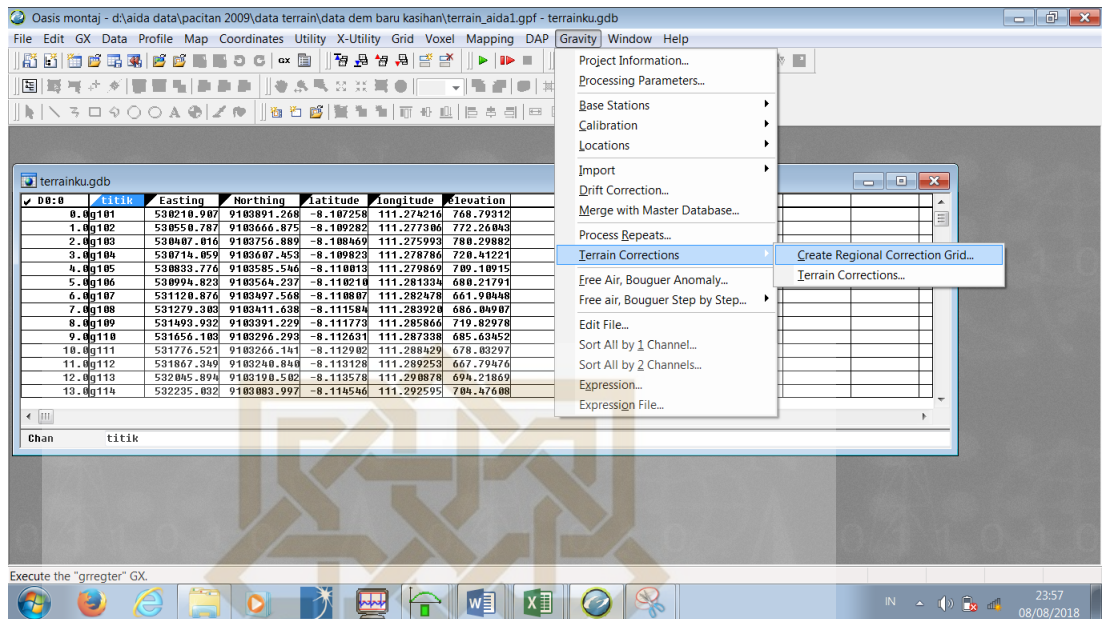 Oasis montaj - d:\aida data\pacitan 2009\data terrain\data dem baru kasihan\terrain_aida1.gpf - terrainku.gdb
File Edit GX Data Profile Map Coordinates Utility X-Utility Grid Voxel Mapping DAP Gravity Window Help
Project Information...
Processing Parameters...
Base Stations
Calibration
Locations
Import
Drift Correction...
Merge with Master Database...
Process Repeats...
Terrain Corrections
Create Regional Correction Grid...
Terrain Corrections...
Free Air, Bouguer Anomaly...
Free air, Bouguer Step by Step...
Edit File...
Sort All by 1 Channel...
Sort All by 2 Channels...
Expression...
Expression File...
terrainku.gdb
D0:0 titik Easting Northing latitude longitude elevation
0.0 g101 530210.907 9103891.268 -8.107258 111.274216 768.79312
1.0 g102 530550.787 9103666.875 -8.109282 111.277306 772.26043
2.0 g103 530407.016 9103756.889 -8.108469 111.275993 780.29882
3.0 g104 530714.059 9103607.453 -8.109823 111.278786 720.41221
4.0 g105 530833.776 9103585.546 -8.110013 111.279869 709.10915
5.0 g106 530994.823 9103564.237 -8.110210 111.281334 680.21791
6.0 g107 531120.876 9103497.568 -8.110807 111.282478 661.90448
7.0 g108 531279.303 9103411.638 -8.111584 111.283920 686.04907
8.0 g109 531493.932 9103391.229 -8.111773 111.285866 719.82978
9.0 g110 531656.103 9103296.293 -8.112631 111.287338 685.63452
10.0 g111 531776.521 9103266.141 -8.112902 111.288429 678.03297
11.0 g112 531867.349 9103240.840 -8.113128 111.289253 667.79476
12.0 g113 532045.894 9103190.502 -8.113578 111.290878 694.21869
13.0 g114 532235.032 9103083.997 -8.114546 111.292595 704.47608
Chan titik
Execute the "grregter" GX.
IN
23:57
08/08/2018